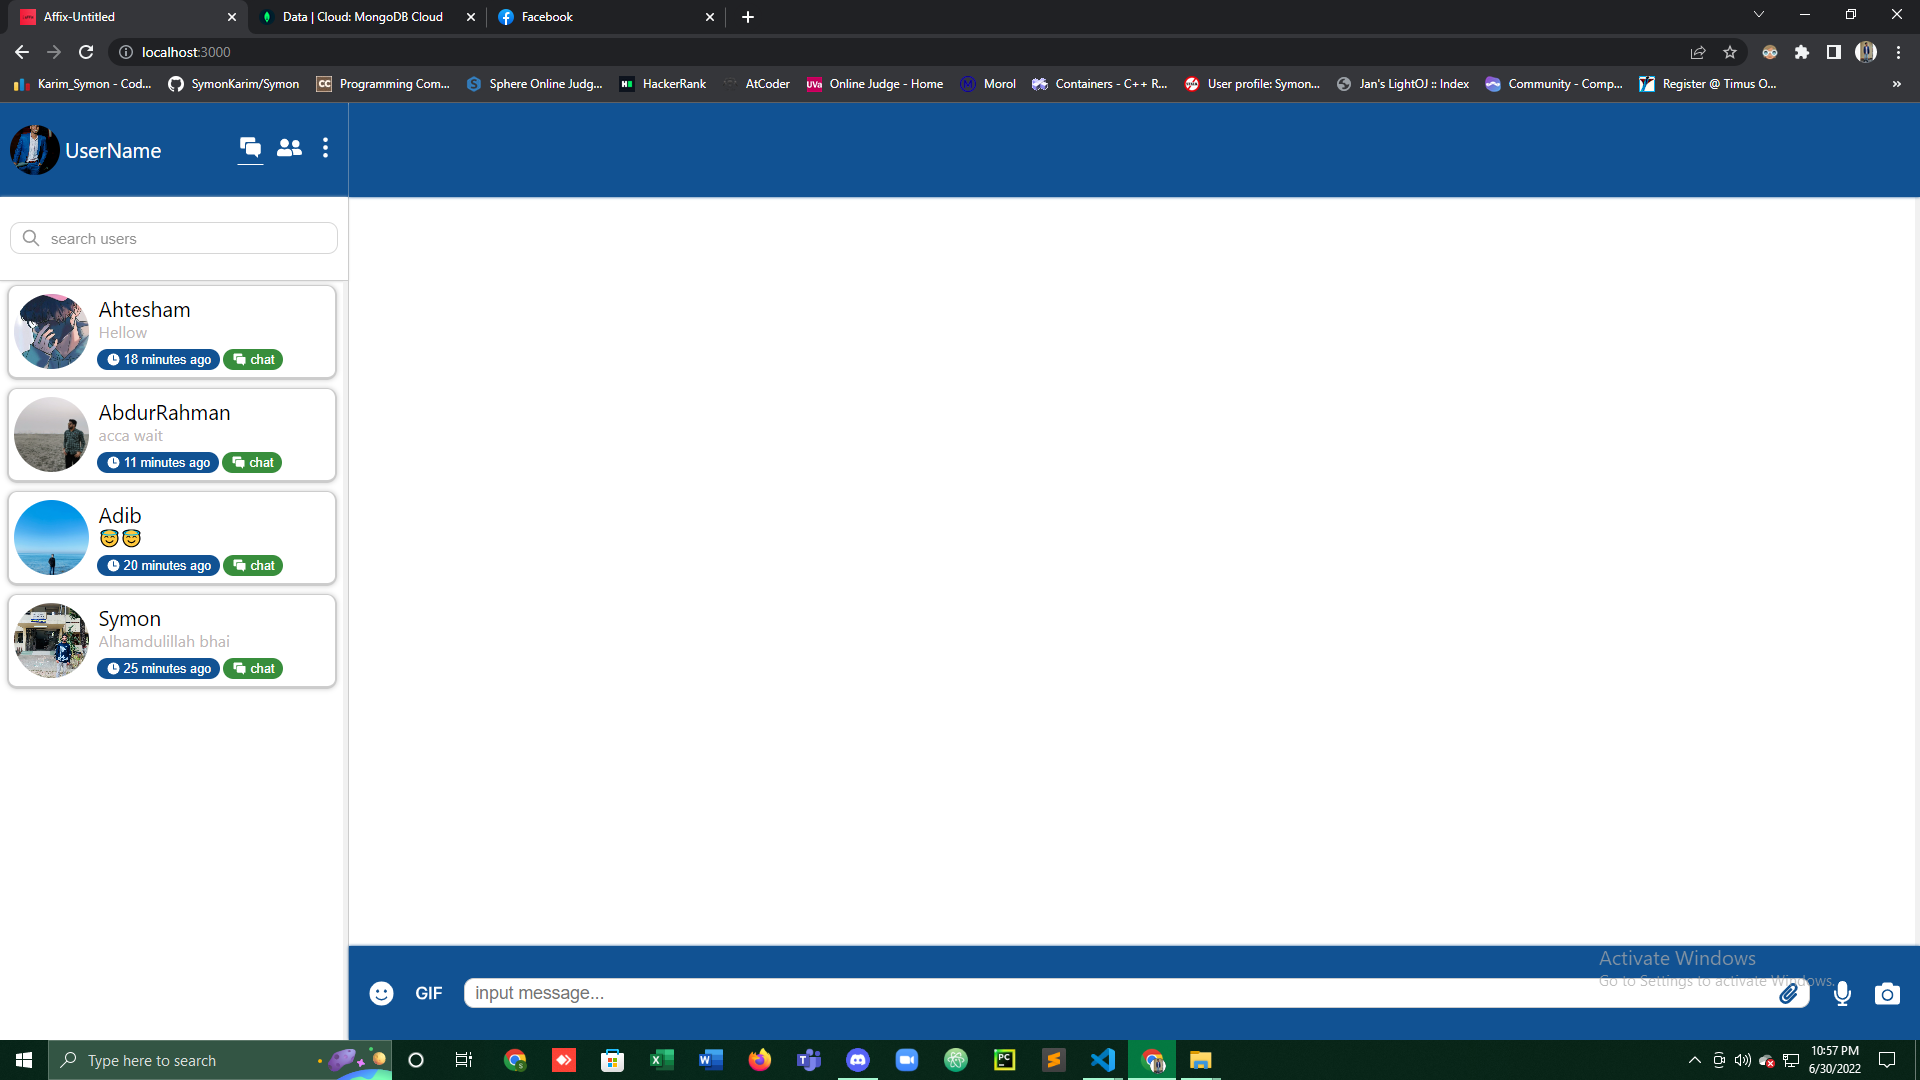 Affix-Untitled
Data | Cloud: MongoDB Cloud
Facebook
localhost:3000
Karim_Symon - Cod...
SymonKarim/Symon
CC
Programming Com...
Sphere Online Judg...
HackerRank
AtCoder
UVa
Online Judge - Home
Morol
Containers - C++ R...
User profile: Symon...
Jan's LightOJ :: Index
Community - Comp...
Register @ Timus O...
UserName
search users
Ahtesham
Hellow
18 minutes ago
chat
AbdurRahman
acca wait
11 minutes ago
chat
Adib
😇😇
20 minutes ago
chat
Symon
Alhamdulillah bhai
25 minutes ago
chat
Activate Windows
Go to Settings to activate Windows.
GIF
input message...
Type here to search
10:57 PM
6/30/2022